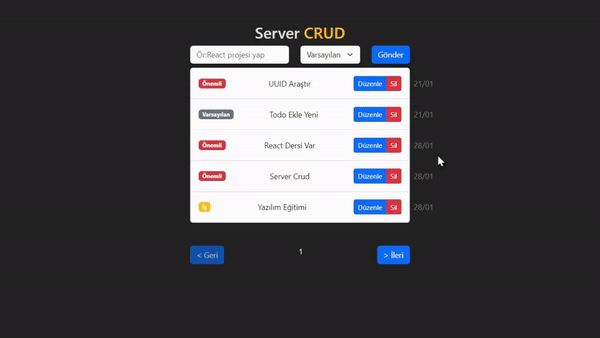 Server CRUD
Ör:React projesi yap Varsayılan Gönder
Önemli UUID Araştır Düzenle Sil 21/01
Varsayılan Todo Ekle Yeni Düzenle Sil 21/01
Önemli React Dersi Var Düzenle Sil 28/01
Önemli Server Crud Düzenle Sil 28/01
İş Yazılım Eğitimi Düzenle Sil 28/01
< Geri 1 > İleri